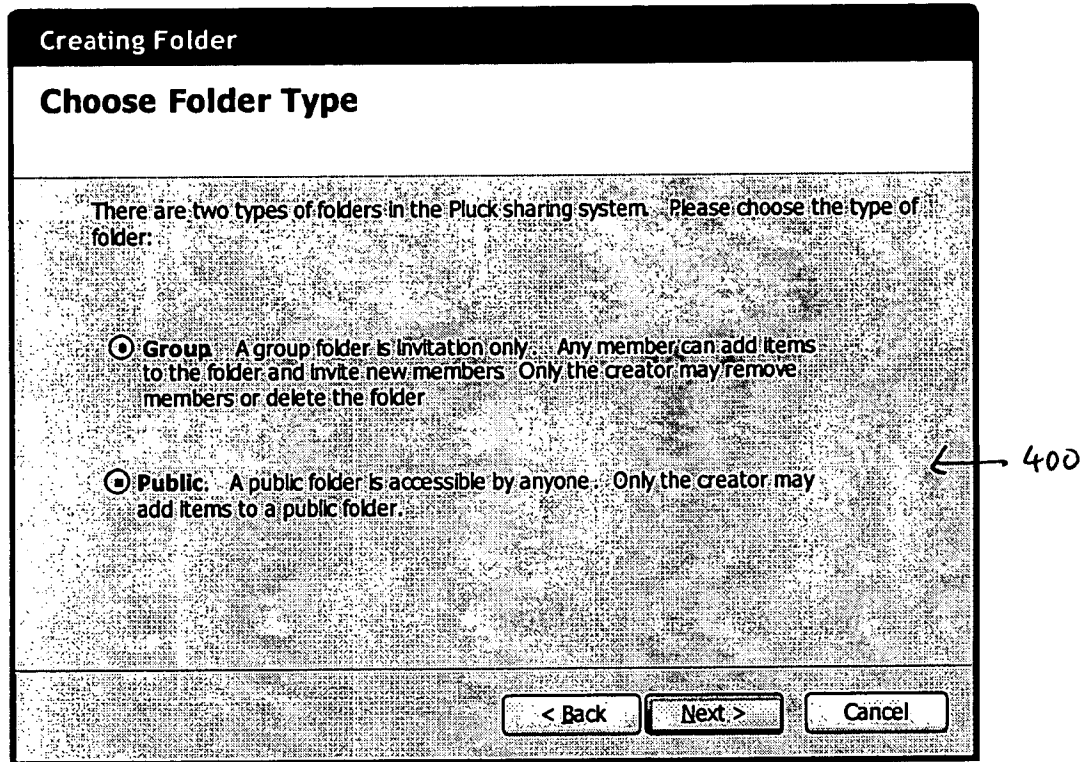 Creating Folder
Choose Folder Type
There are two types of folders in the Pluck sharing system. Please choose the type of
folder:
Group. A group folder is invitation only. Any member can add items
to the folder and invite new members. Only the creator may remove
members or delete the folder
400
Public. A public folder is accessible by anyone. Only the creator may
add items to a public folder.
< Back Next > Cancel